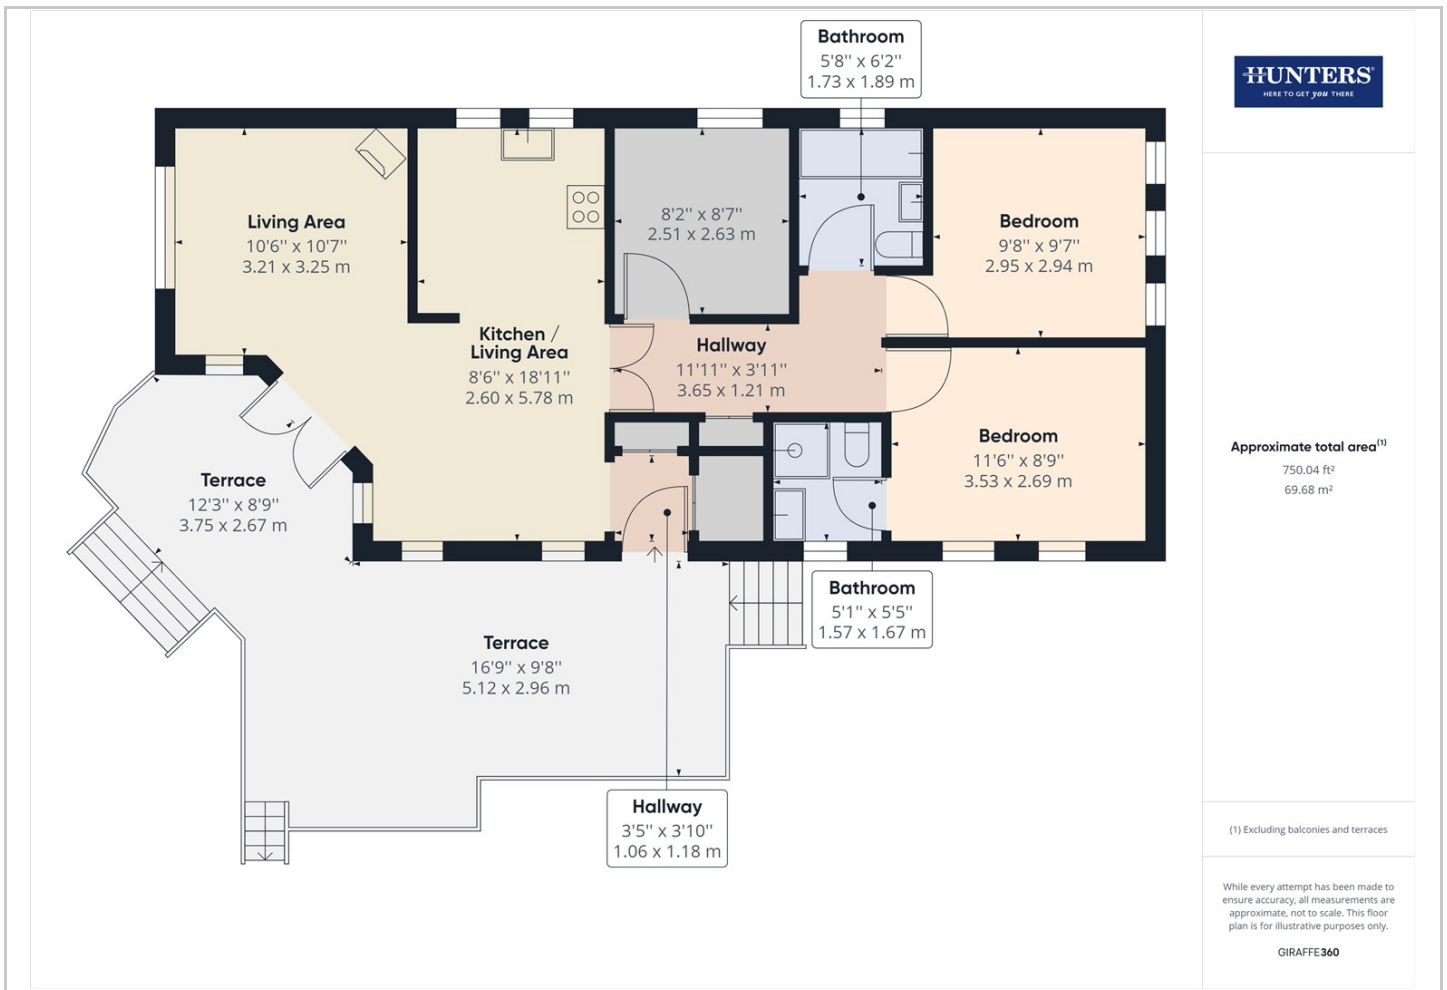 Bathroom
5'8'' x 6'2''
1.73 x 1.89 m
HUNTERS®
HERE TO GET you THERE
Living Area
10'6'' x 10'7''
3.21 x 3.25 m
8'2'' x 8'7''
2.51 x 2.63 m
Bedroom
9'8'' x 9'7''
2.95 x 2.94 m
Kitchen /
Living Area
8'6'' x 18'11''
2.60 x 5.78 m
Hallway
11'11'' x 3'11''
3.65 x 1.21 m
Bedroom
11'6'' x 8'9''
3.53 x 2.69 m
Approximate total area(1)
750.04 ft²
69.68 m²
Terrace
12'3'' x 8'9''
3.75 x 2.67 m
Bathroom
5'1'' x 5'5''
1.57 x 1.67 m
Terrace
16'9'' x 9'8''
5.12 x 2.96 m
Hallway
3'5'' x 3'10''
1.06 x 1.18 m
(1) Excluding balconies and terraces
While every attempt has been made to
ensure accuracy, all measurements are
approximate, not to scale. This floor
plan is for illustrative purposes only.
GIRAFFE360